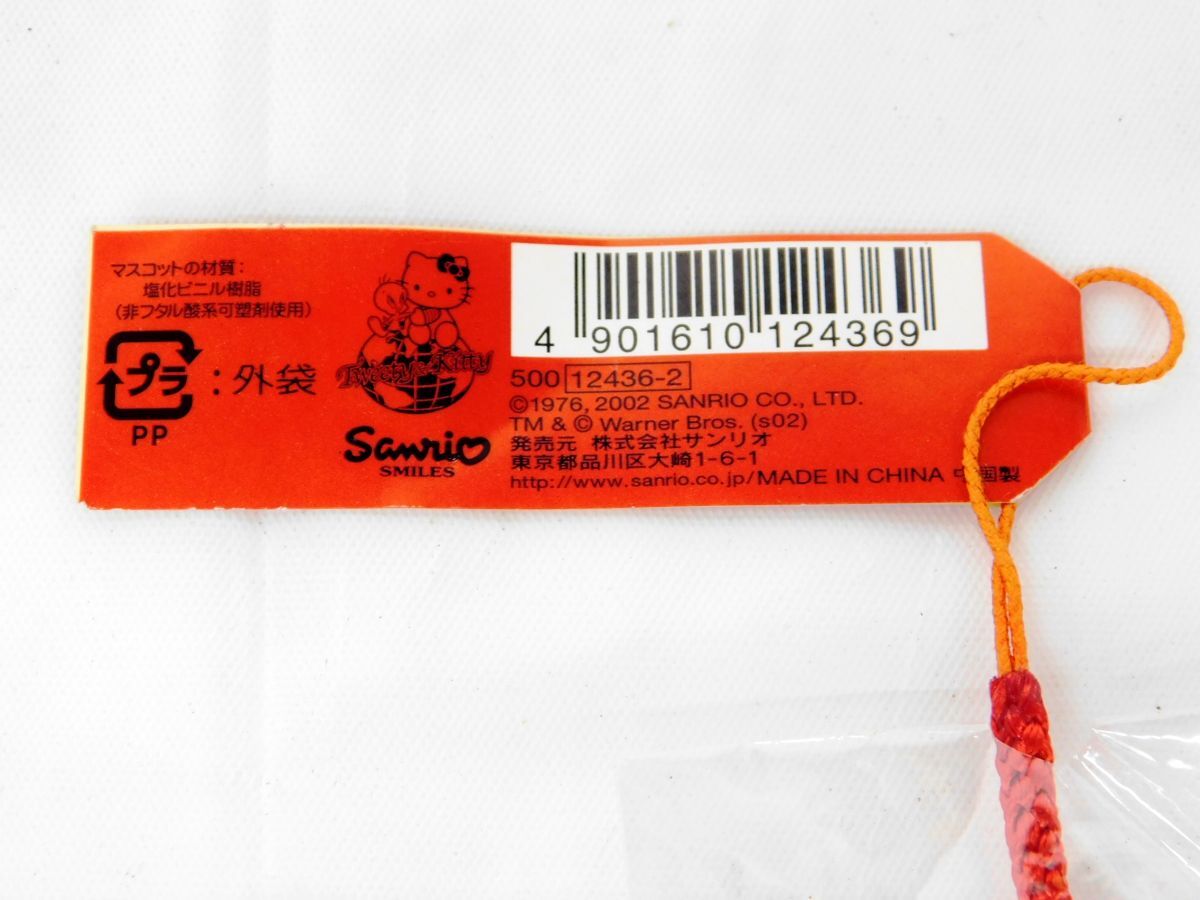 マスコットの材質:
塩化ビニル樹脂
(非フタル酸系可塑剤使用)
プラ : 外袋
PP
Tweety & Kitty
Sanrio
SMILES
4 901610 124369
500 12436-2
©1976, 2002 SANRIO CO., LTD.
TM & © Warner Bros. (s02)
発売元 株式会社サンリオ
東京都品川区大崎1-6-1
http://www.sanrio.co.jp/MADE IN CHINA 中国製